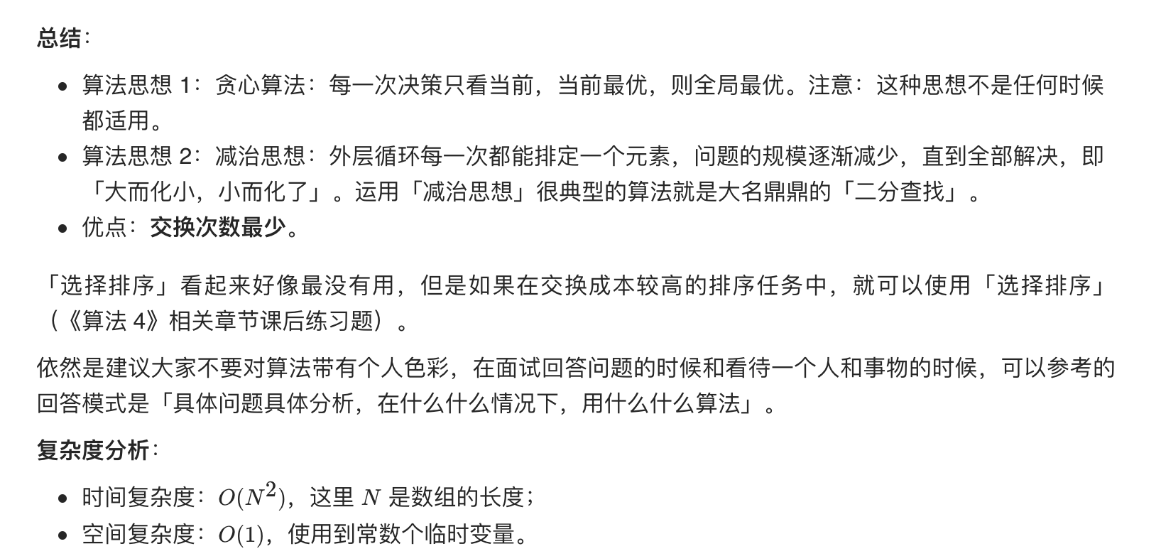 总结：
算法思想 1：贪心算法：每一次决策只看当前，当前最优，则全局最优。注意：这种思想不是任何时候
都适用。
算法思想 2：减治思想：外层循环每一次都能排定一个元素，问题的规模逐渐减少，直到全部解决，即
「大而化小，小而化了」。运用「减治思想」很典型的算法就是大名鼎鼎的「二分查找」。
优点：交换次数最少。
「选择排序」看起来好像最没有用，但是如果在交换成本较高的排序任务中，就可以使用「选择排序」
（《算法 4》相关章节课后练习题）。
依然是建议大家不要对算法带有个人色彩，在面试回答问题的时候和看待一个人和事物的时候，可以参考的
回答模式是「具体问题具体分析，在什么什么情况下，用什么什么算法」。
复杂度分析：
时间复杂度：O(N²)，这里 N 是数组的长度；
空间复杂度：O(1)，使用到常数个临时变量。